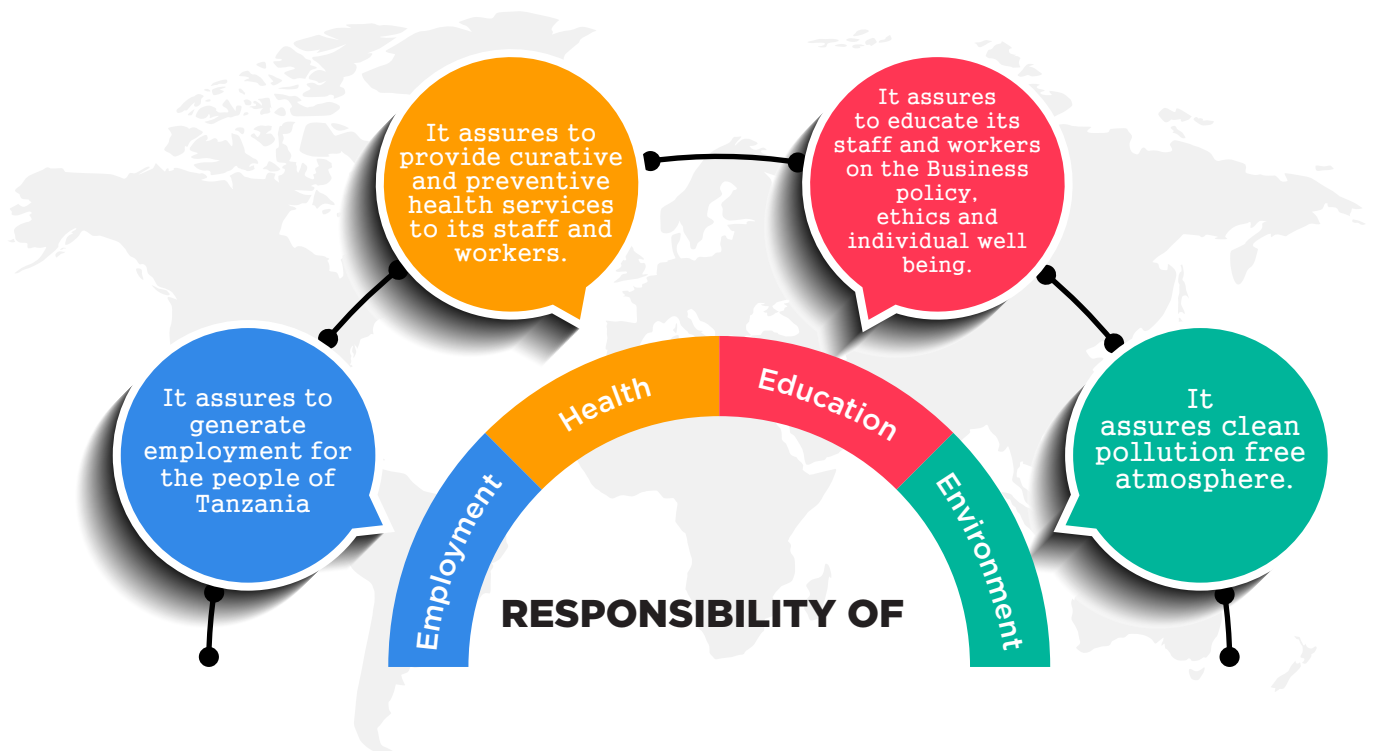 It assures to
provide curative
and preventive
health services
to its staff and
workers.
It assures
to educate its
staff and workers
on the Business
policy,
ethics and
individual well
being.
It assures to
generate
employment for
the people of
Tanzania
It
assures clean
pollution free
atmosphere.
Employment
Health
Education
Environment
RESPONSIBILITY OF